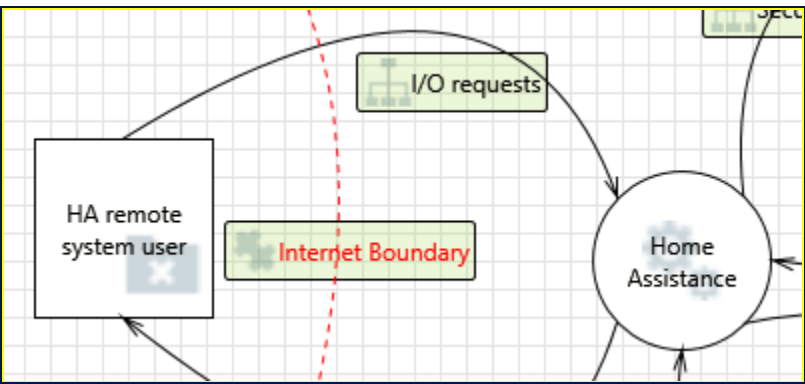 I/O requests
HA remote
system user
Internet Boundary
Home
Assistance